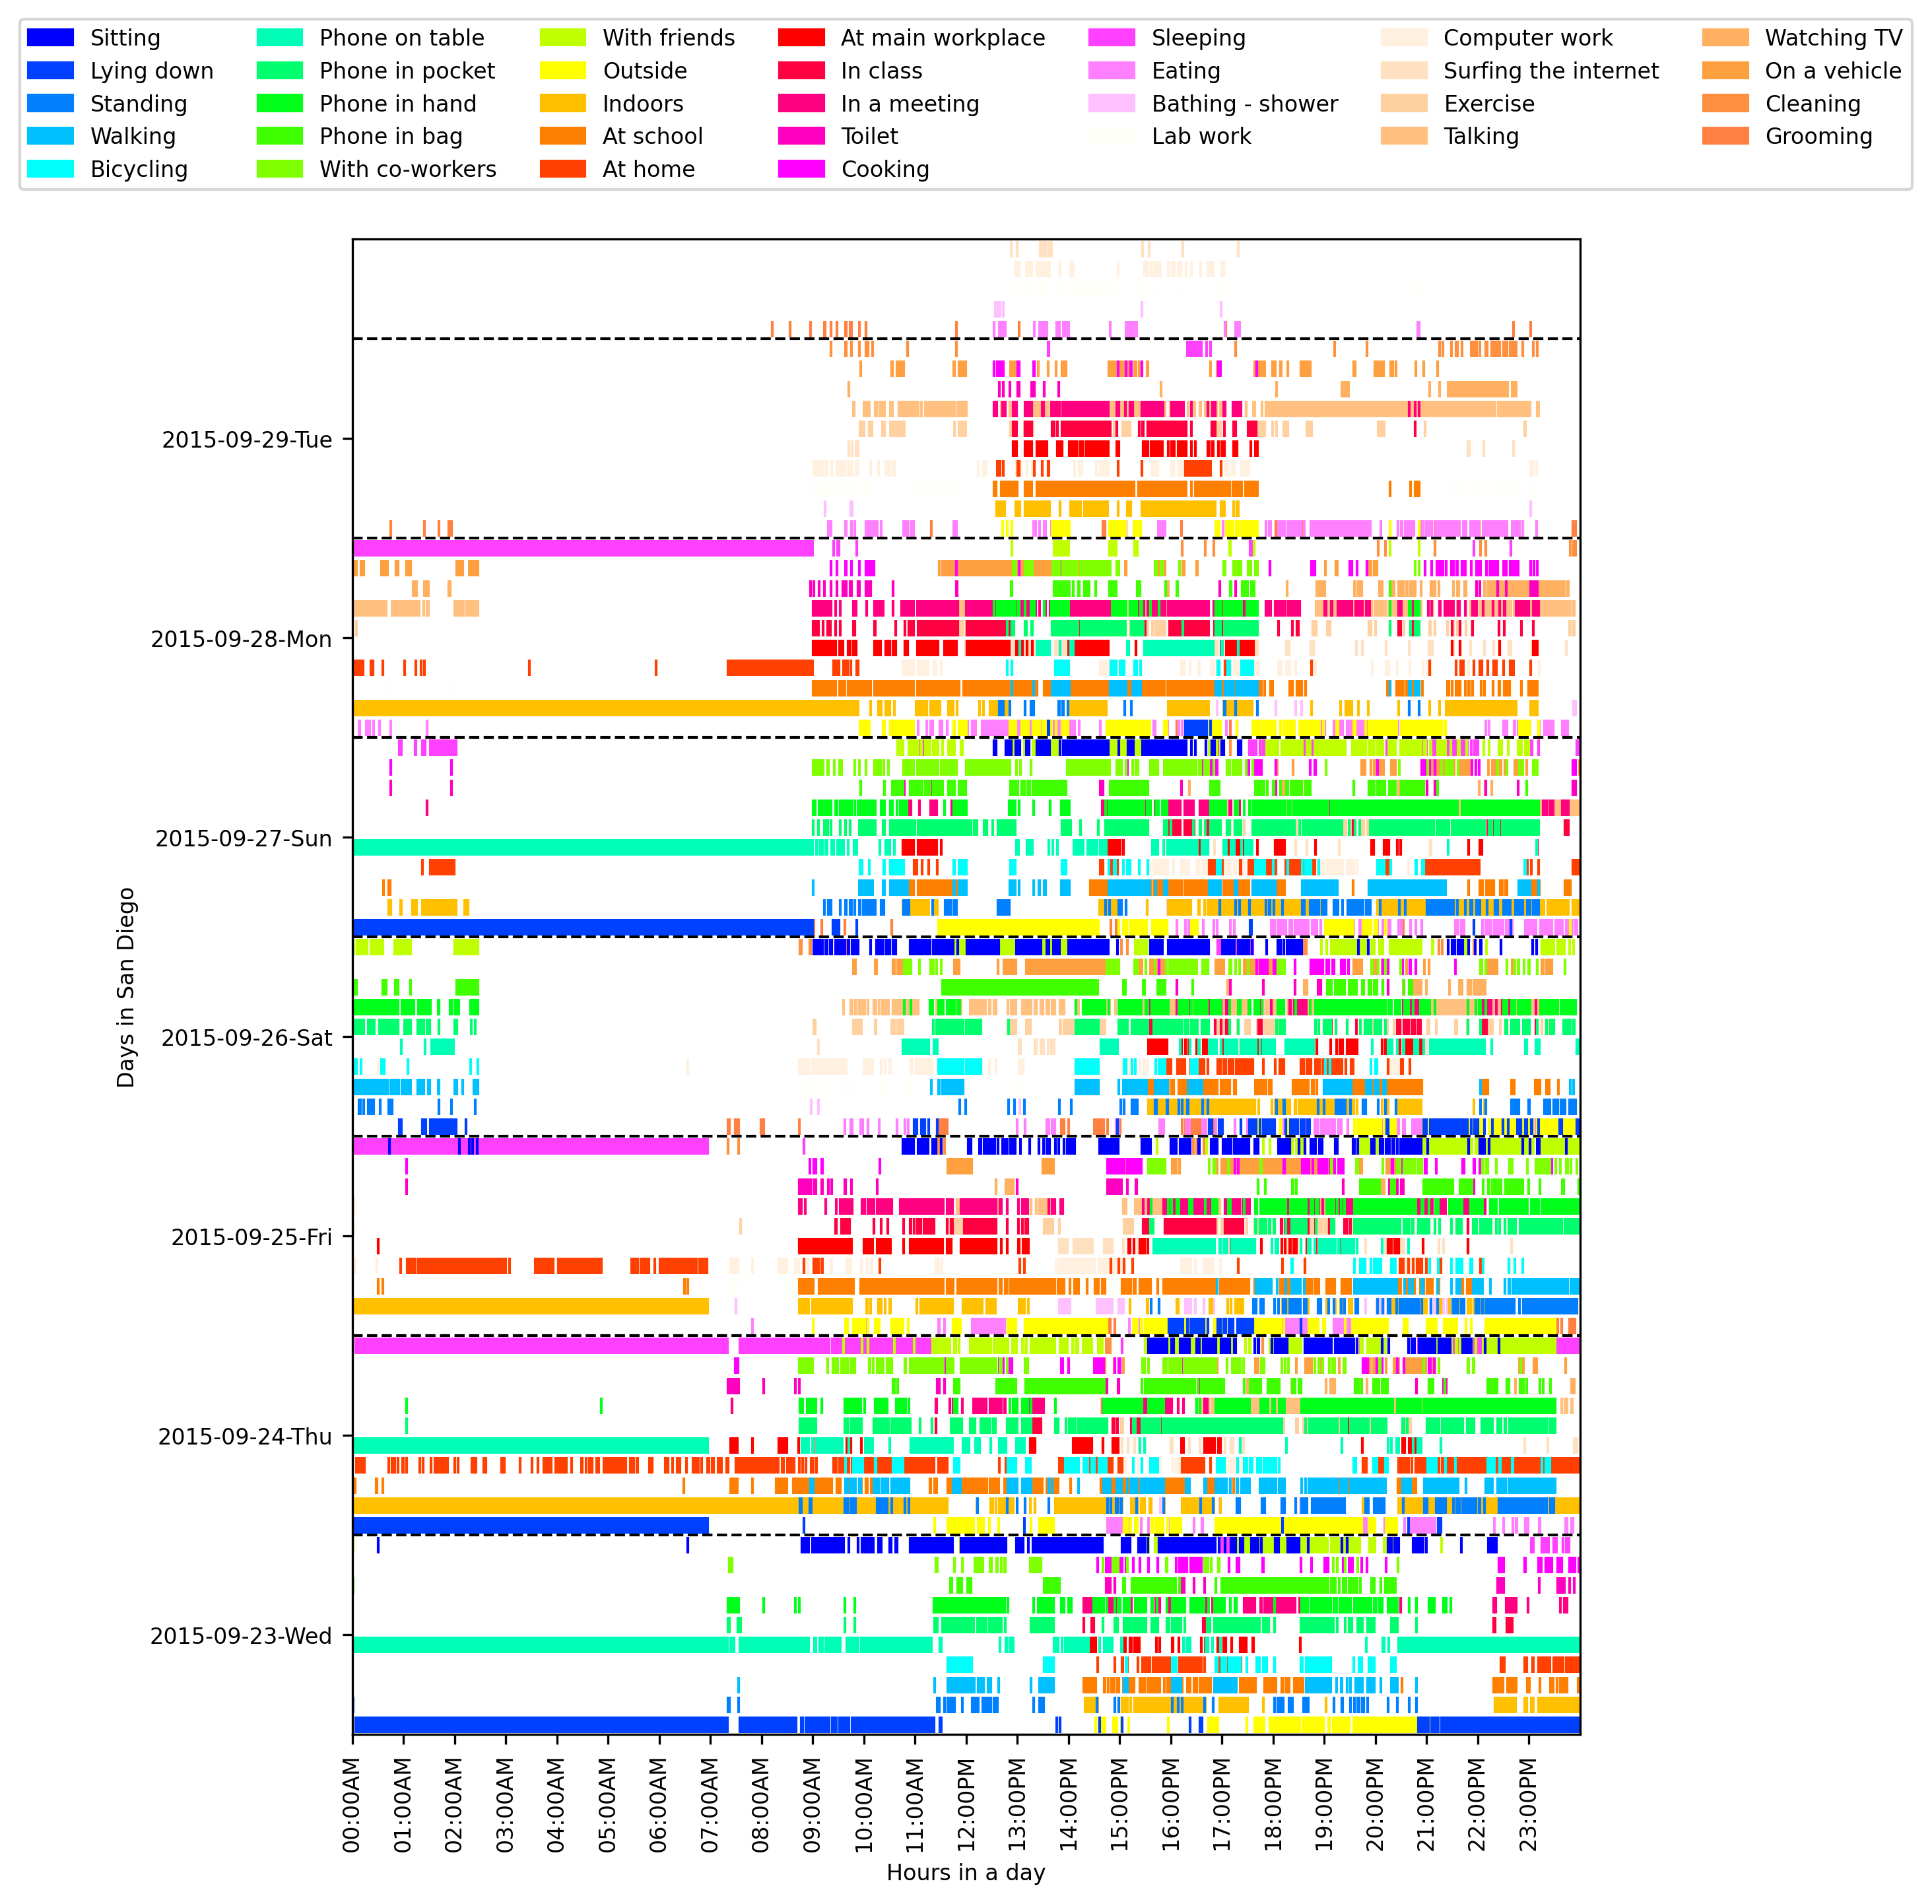 Sitting
Lying down
Standing
Walking
Bicycling
Phone on table
Phone in pocket
Phone in hand
Phone in bag
With co-workers
With friends
Outside
Indoors
At school
At home
At main workplace
In class
In a meeting
Toilet
Cooking
Sleeping
Eating
Bathing - shower
Lab work
Computer work
Surfing the internet
Exercise
Talking
Watching TV
On a vehicle
Cleaning
Grooming
Days in San Diego
2015-09-29-Tue
2015-09-28-Mon
2015-09-27-Sun
2015-09-26-Sat
2015-09-25-Fri
2015-09-24-Thu
2015-09-23-Wed
00:00AM
01:00AM
02:00AM
03:00AM
04:00AM
05:00AM
06:00AM
07:00AM
08:00AM
09:00AM
10:00AM
11:00AM
12:00PM
13:00PM
14:00PM
15:00PM
16:00PM
17:00PM
18:00PM
19:00PM
20:00PM
21:00PM
22:00PM
23:00PM
Hours in a day